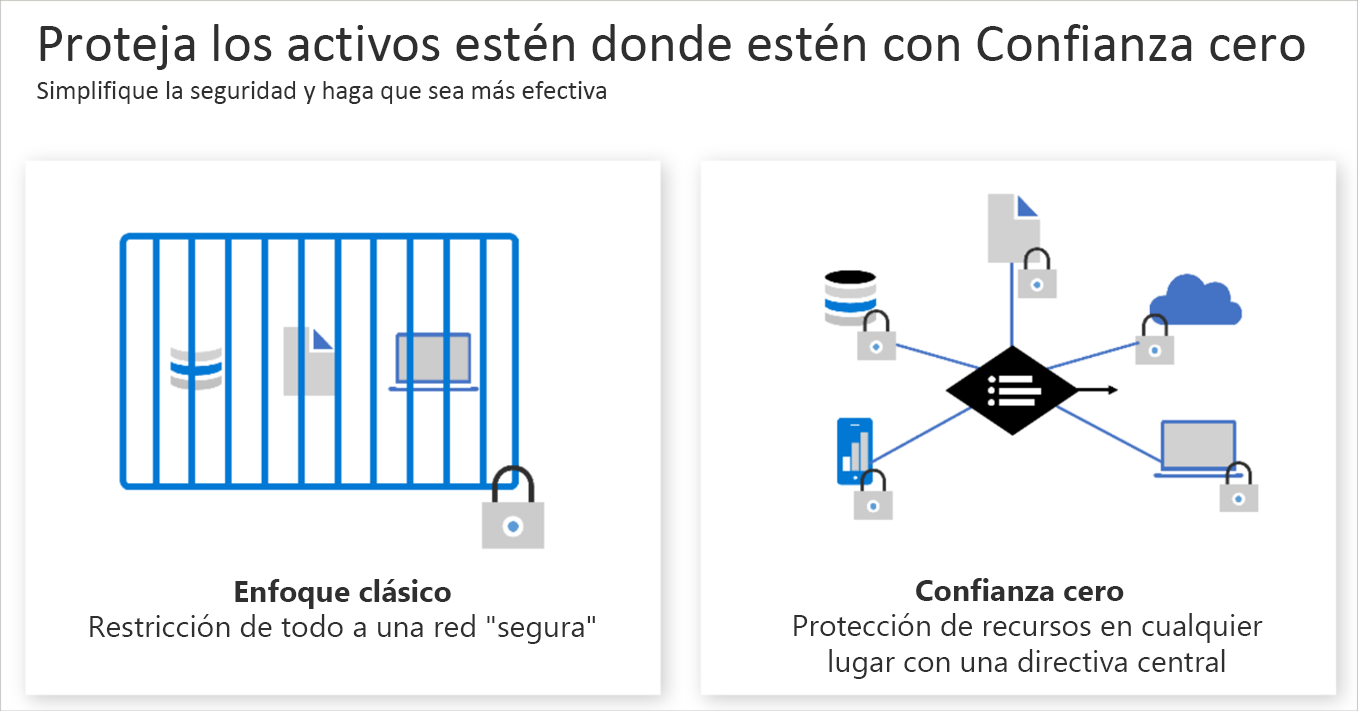 Proteja los activos estén donde estén con Confianza cero
Simplifique la seguridad y haga que sea más efectiva
Enfoque clásico
Restricción de todo a una red "segura"
Confianza cero
Protección de recursos en cualquier
lugar con una directiva central